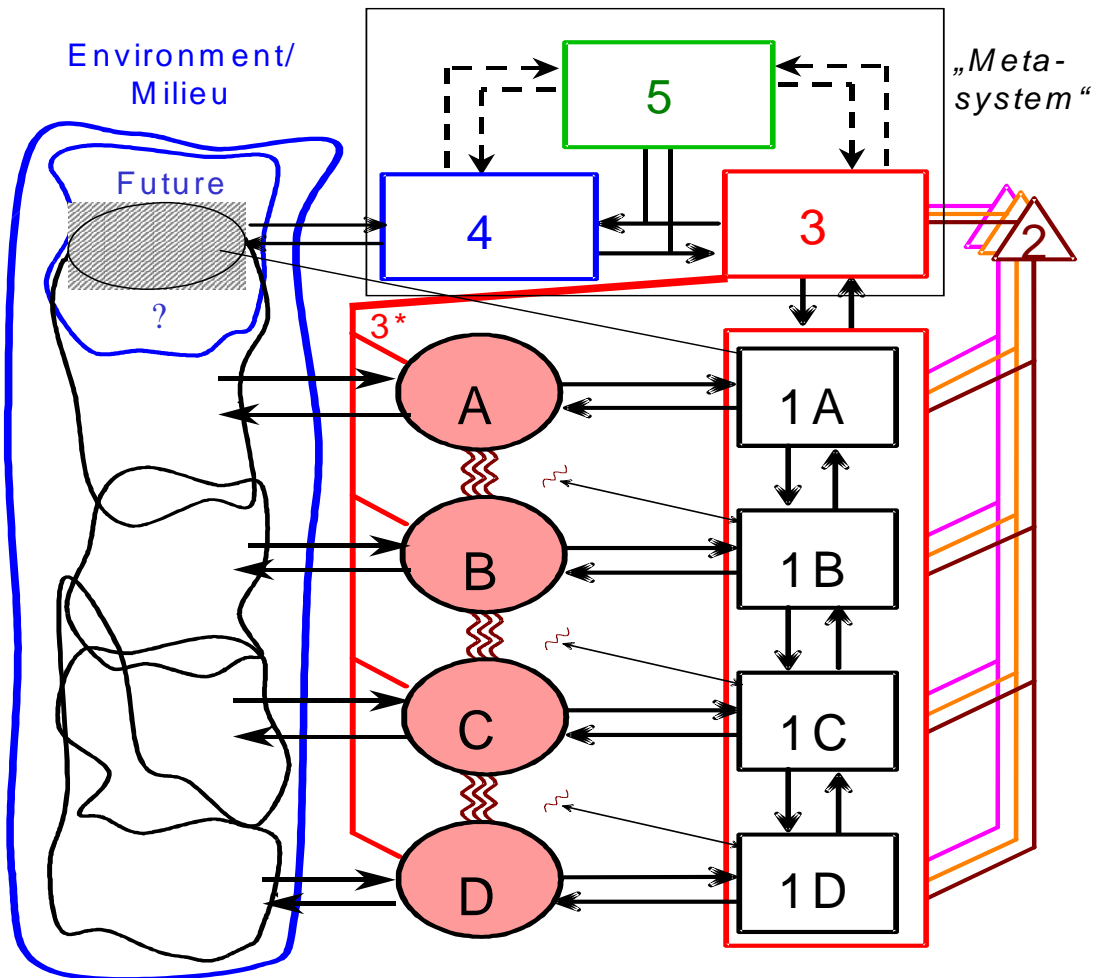 Environment/
Milieu
„Meta-
system“
5
Future
4
3
2
?
3*
A
1A
B
1B
C
1C
D
1D